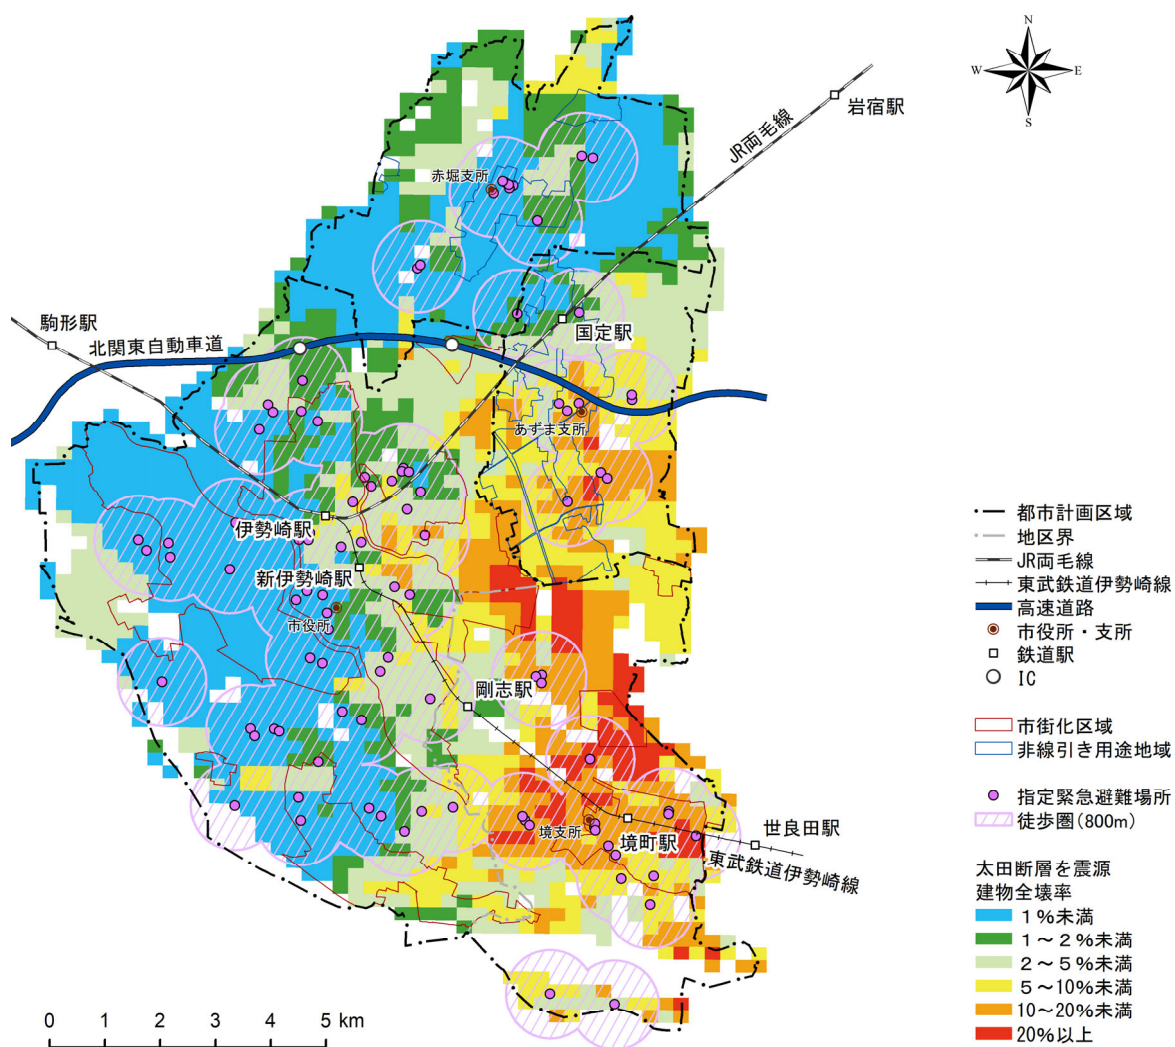 N
W
E
S
岩宿駅
JR両毛線
赤堀支所
駒形駅
北関東自動車道
国定駅
あずま支所
伊勢崎駅
新伊勢崎駅
市役所
剛志駅
境支所
境町駅
世良田駅
東武鉄道伊勢崎線
都市計画区域
地区界
JR両毛線
東武鉄道伊勢崎線
高速道路
市役所・支所
鉄道駅
IC
市街化区域
非線引き用途地域
指定緊急避難場所
徒歩圏(800m)
太田断層を震源
建物全壊率
1%未満
1～2%未満
2～5%未満
5～10%未満
10～20%未満
20%以上
0 1 2 3 4 5 km